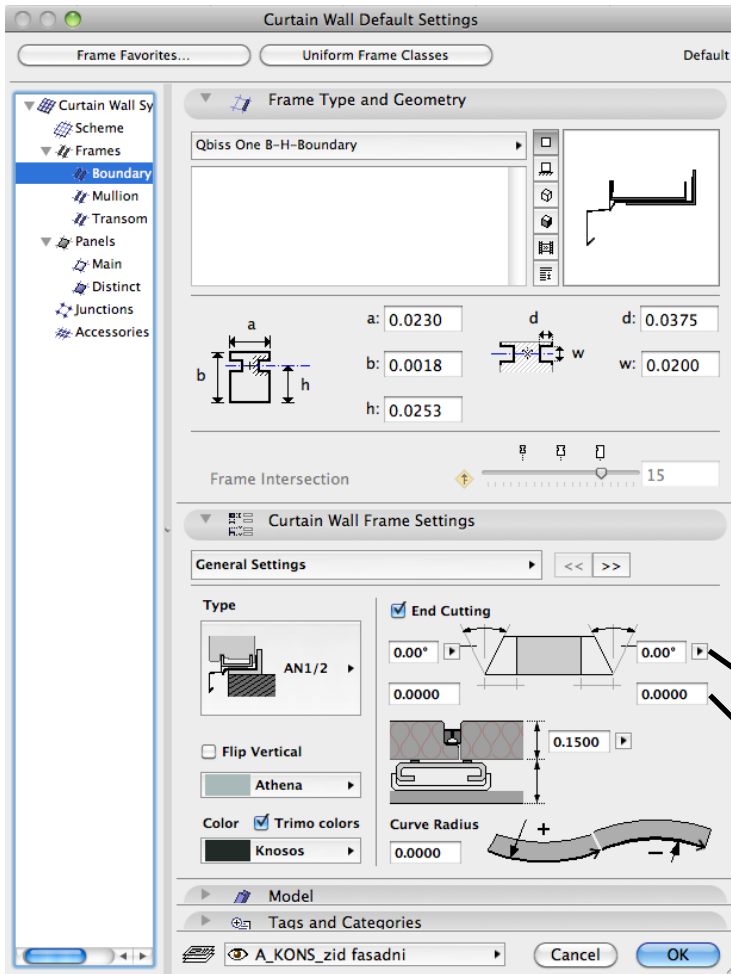 Curtain Wall Default Settings
Frame Favorites...
Uniform Frame Classes
Default
Curtain Wall Sy
Scheme
Frames
Boundary
Mullion
Transom
Panels
Main
Distinct
Junctions
Accessories
Frame Type and Geometry
Qbiss One B-H-Boundary
a
b
h
a: 0.0230
b: 0.0018
h: 0.0253
d
w
d: 0.0375
w: 0.0200
Frame Intersection
15
Curtain Wall Frame Settings
General Settings
<< >>
Type
AN1/2
Flip Vertical
Athena
Color Trimo colors
Knosos
End Cutting
0.00° 0.00°
0.0000 0.0000
0.1500
Curve Radius
0.0000
+
−
Model
Tags and Categories
A_KONS_zid fasadni
Cancel
OK